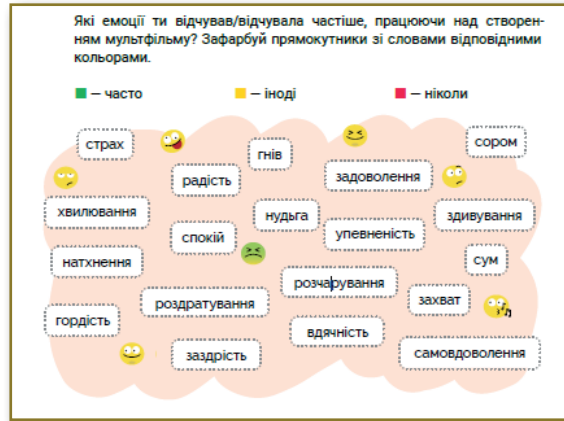 Які емоції ти відчував/відчувала частіше, працюючи над створен-
ням мультфільму? Зафарбуй прямокутники зі словами відповідними
кольорами.
– часто – іноді – ніколи
страх
гнів
сором
радість
задоволення
хвилювання
нудьга
здивування
спокій
упевненість
натхнення
сум
розчарування
роздратування
захват
гордість
вдячність
заздрість
самовдоволення